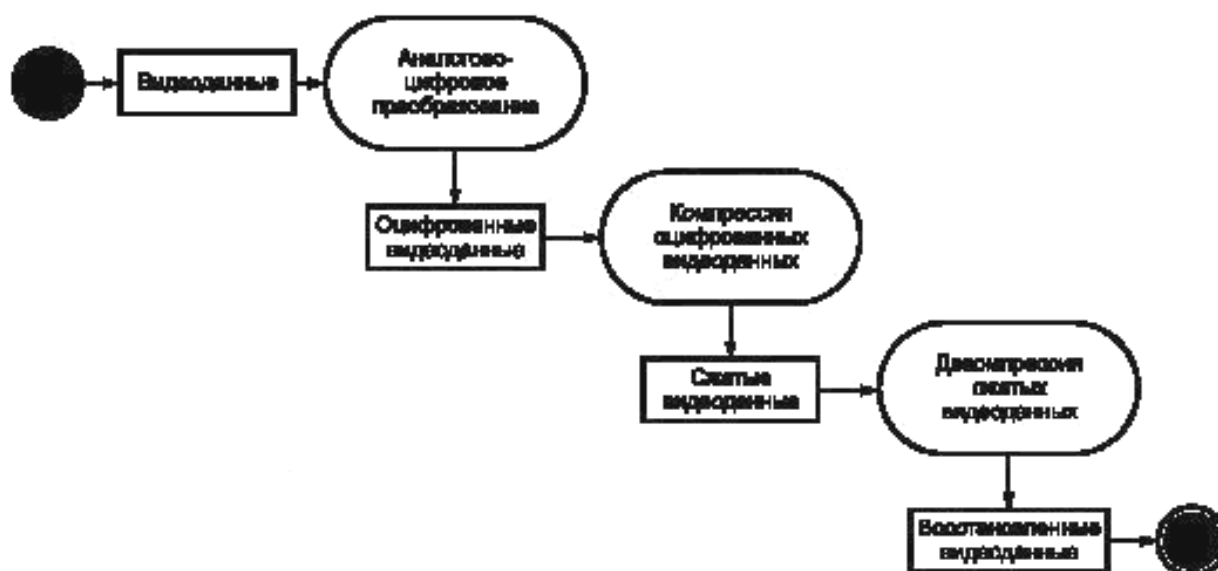 Видеоданные
Аналогово-
цифровое
преобразование
Оцифрованные
видеоданные
Компрессия
оцифрованных
видеоданных
Сжатые
видеоданные
Декомпрессия
сжатых
видеоданных
Восстановленные
видеоданные